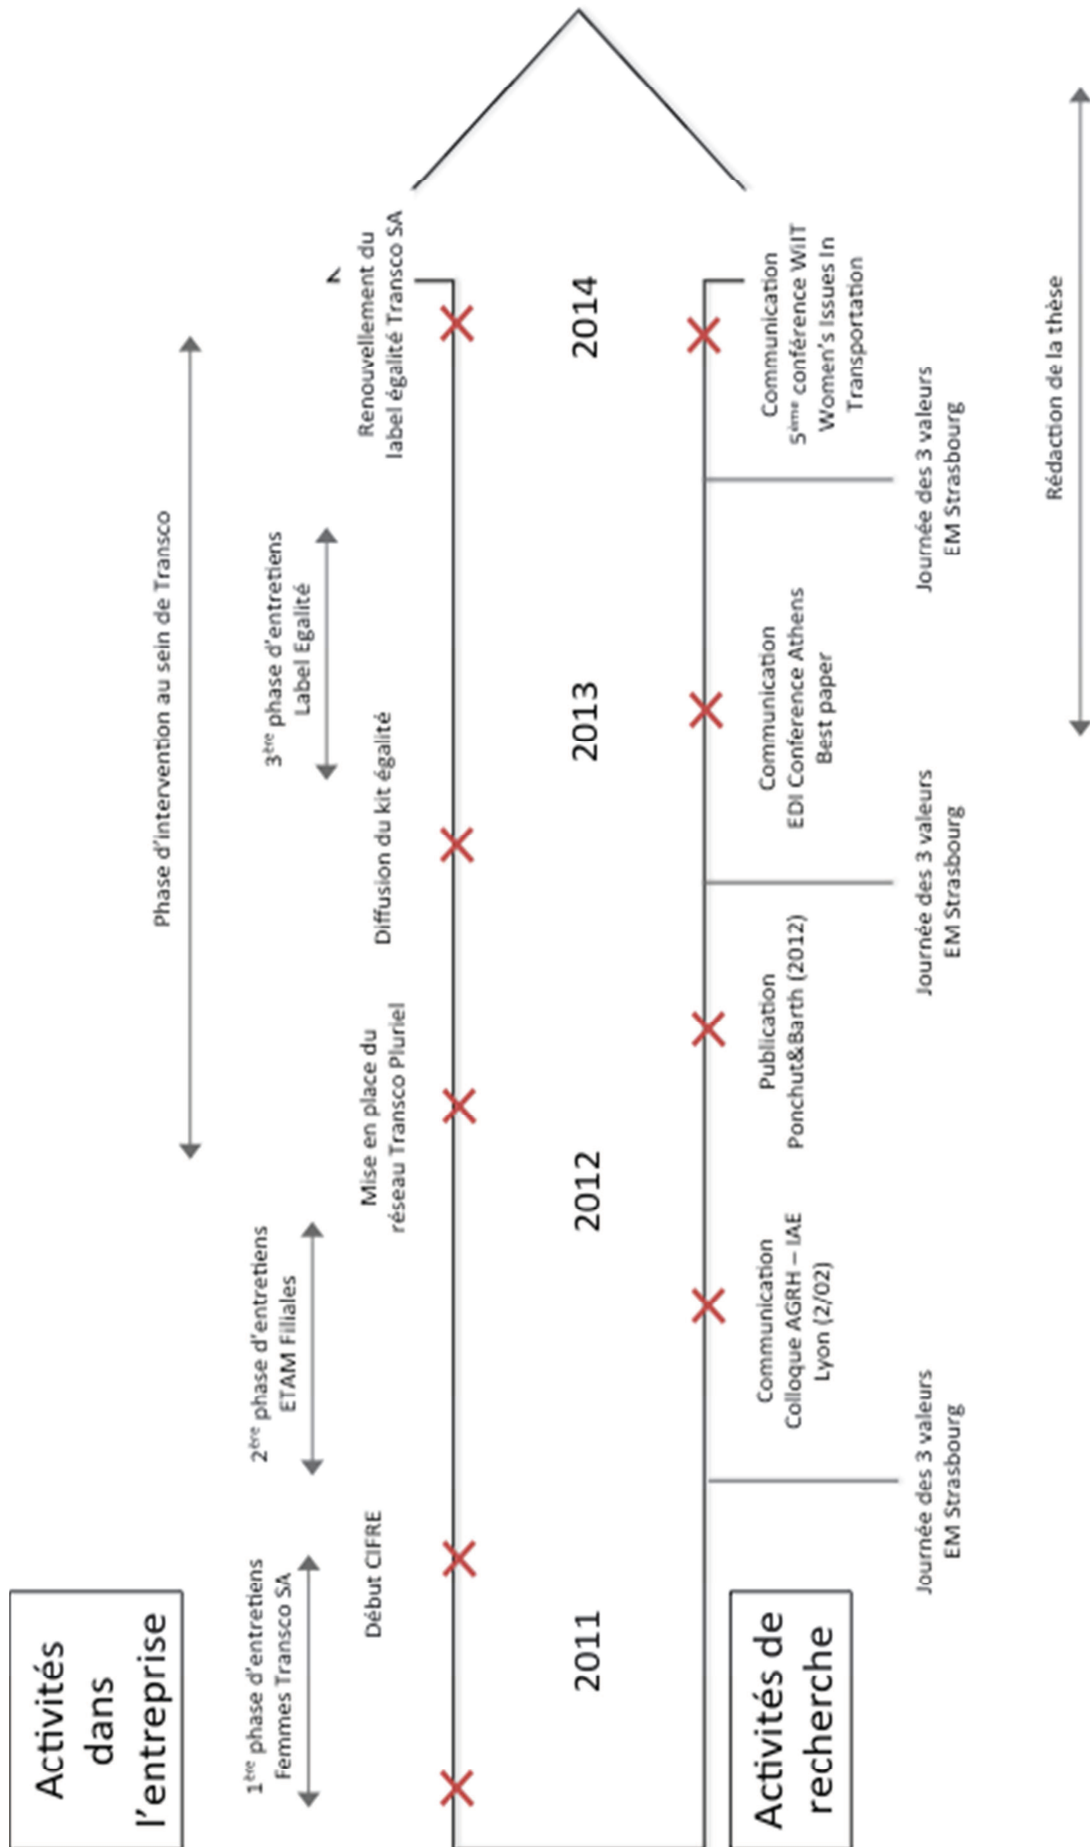 Activités
dans
l'entreprise
1ère phase d'entretiens
Femmes Transco SA
Début CIFRE
2ère phase d'entretiens
ETAM Filiales
Phase d'intervention au sein de Transco
Mise en place du
réseau Transco Pluriel
Diffusion du kit égalité
3ère phase d'entretiens
Label Egalité
Renouvellement du
label égalité Transco SA
2011
2012
2013
2014
Activités de
recherche
Journée des 3 valeurs
EM Strasbourg
Communication
Colloque AGRH – IAE
Lyon (2/02)
Publication
Ponchut&Barth (2012)
Journée des 3 valeurs
EM Strasbourg
Communication
EDI Conference Athens
Best paper
Journée des 3 valeurs
EM Strasbourg
Communication
5ème conférence WiIT
Women's Issues In
Transportation
Rédaction de la thèse